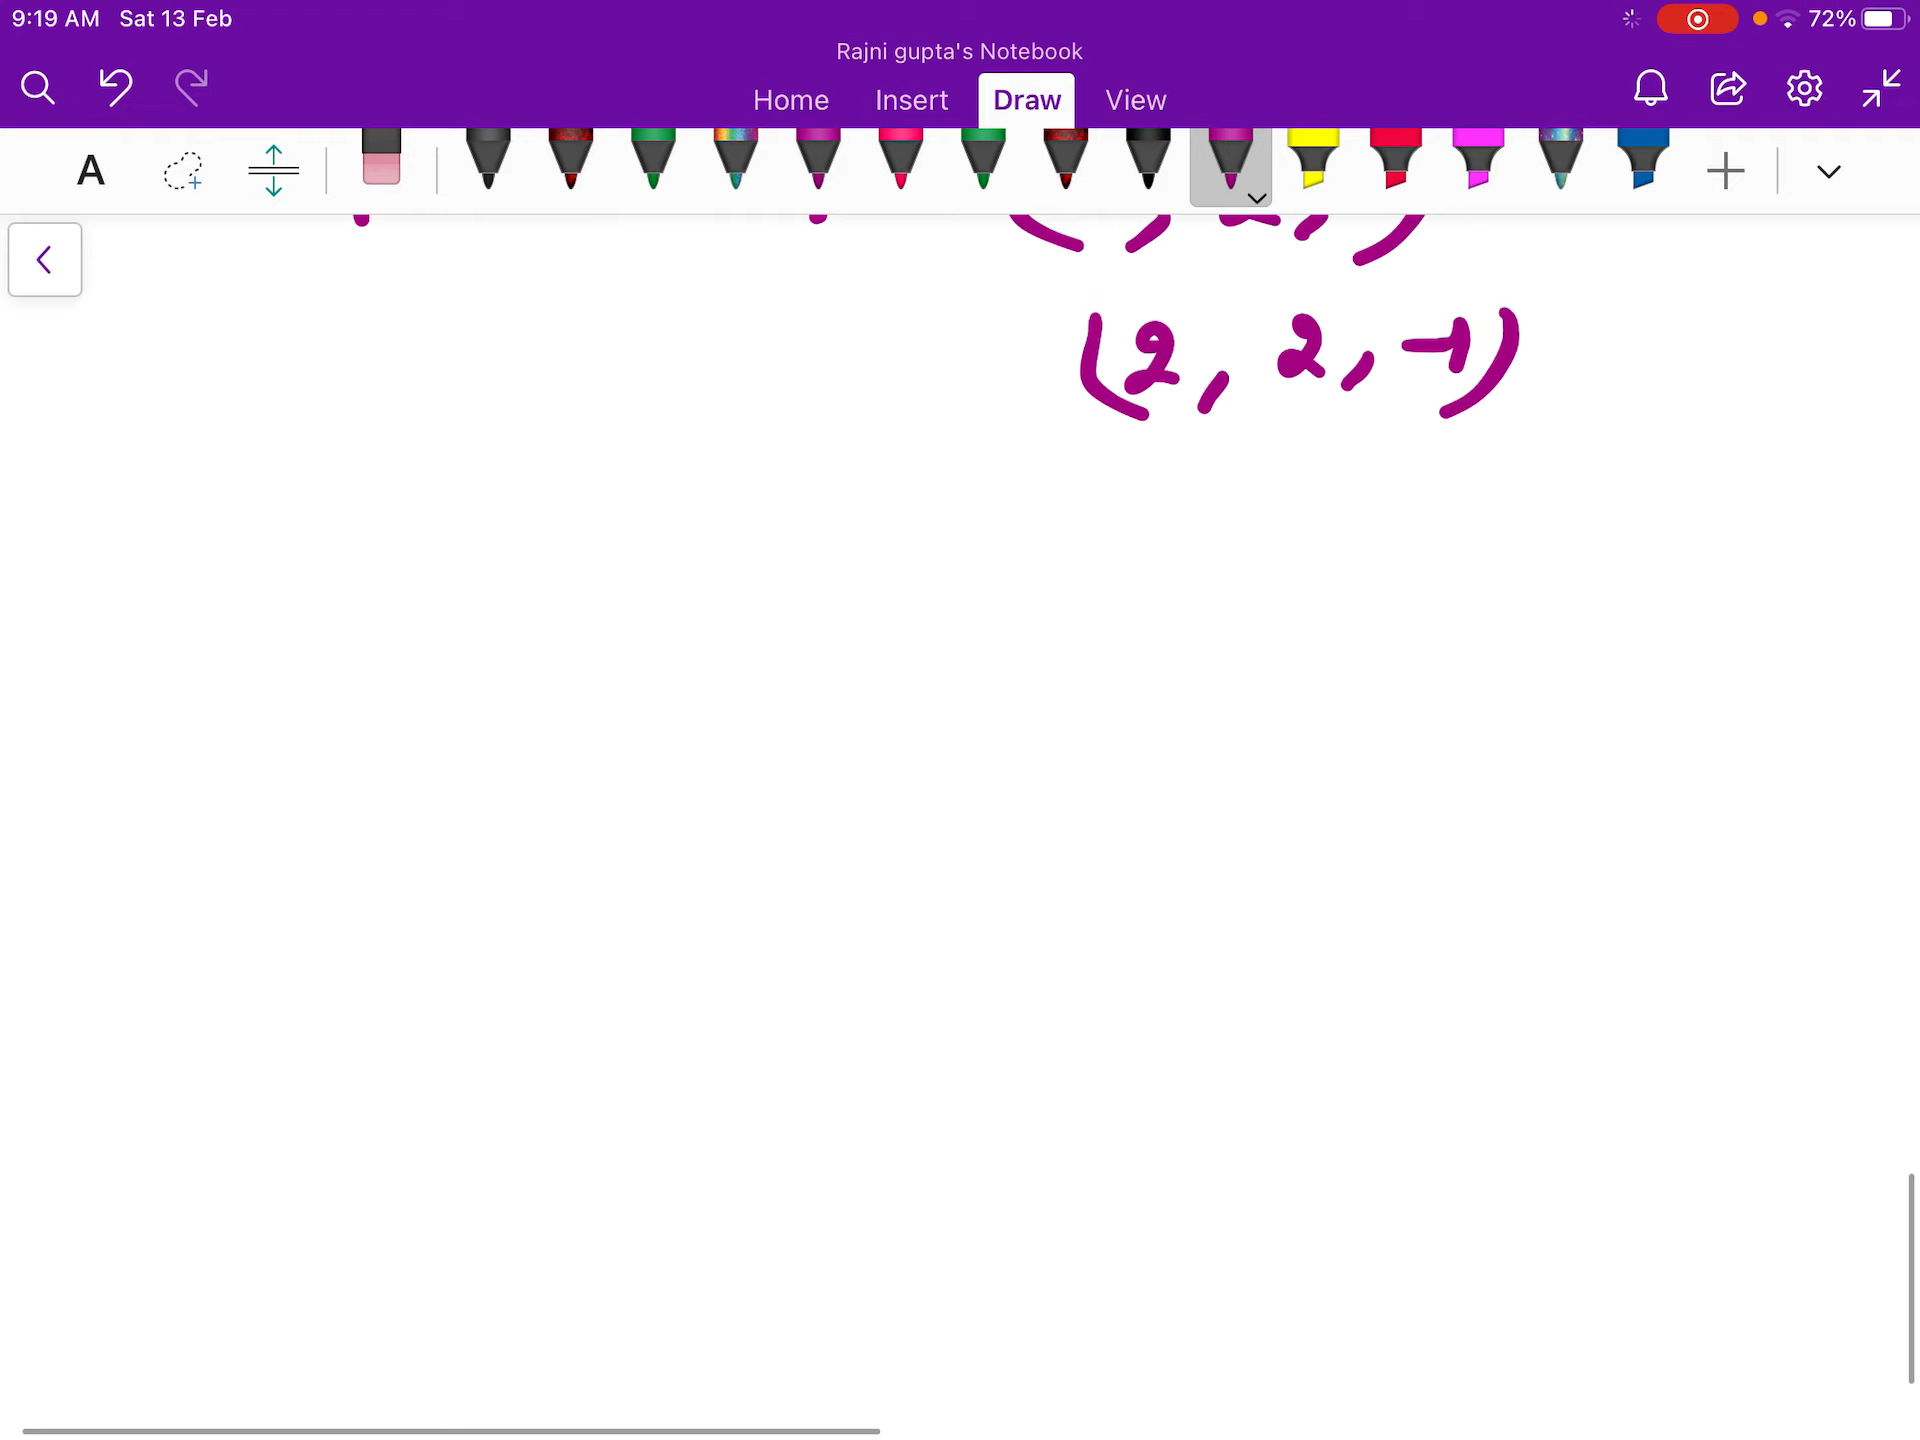 9:19 AM Sat 13 Feb
72%
Rajni gupta's Notebook
Home Insert Draw View
A
(2, 2, -1)